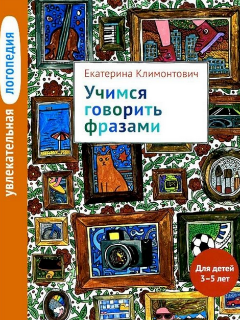 увлекательная логопедия
Екатерина Климонтович
Учимся
говорить
фразами
Для детей
3–5 лет